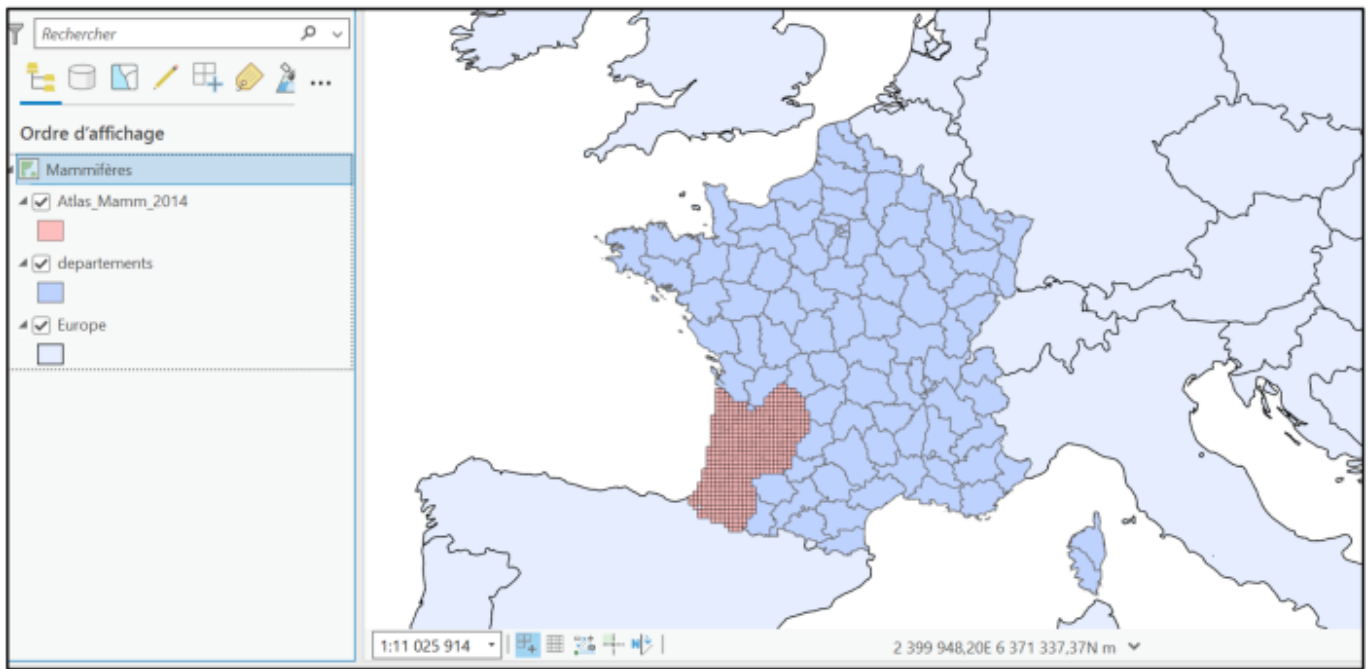 Rechercher
Ordre d'affichage
Mammifères
Atlas_Mamm_2014
departements
Europe
1:11 025 914
2 399 948,20E 6 371 337,37N m